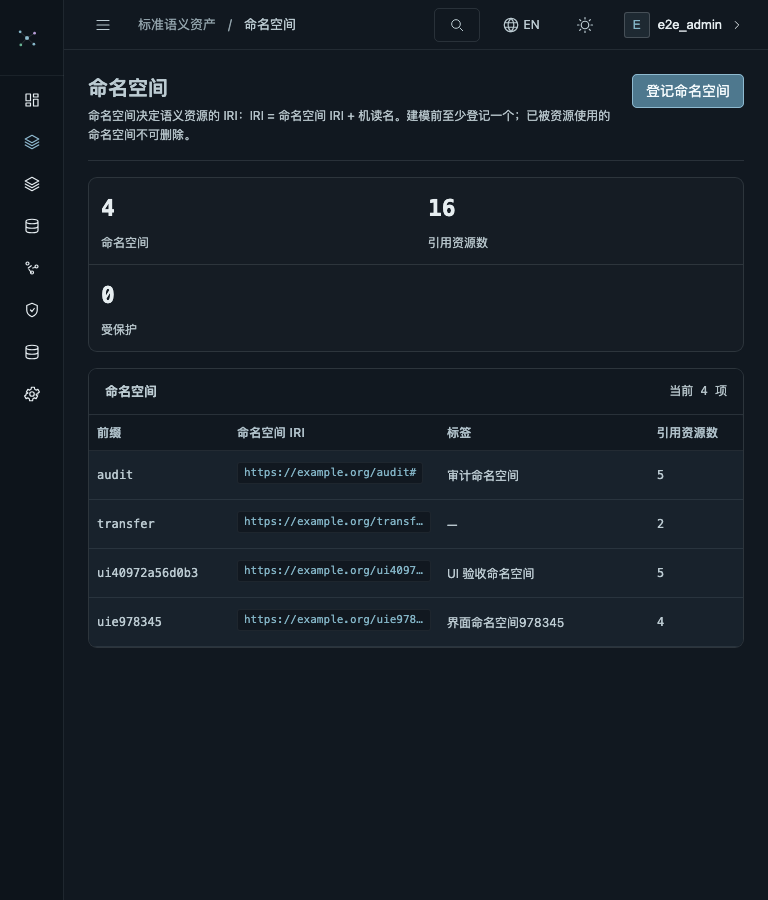 标准语义资产 / 命名空间
EN
E
e2e_admin
命名空间
登记命名空间
命名空间决定语义资源的 IRI：IRI = 命名空间 IRI + 机读名。建模前至少登记一个；已被资源使用的
命名空间不可删除。
4
命名空间
16
引用资源数
0
受保护
命名空间
当前 4 项
前缀 命名空间 IRI 标签 引用资源数
audit https://example.org/audit# 审计命名空间 5
transfer https://example.org/transf… — 2
ui40972a56d0b3 https://example.org/ui4097… UI 验收命名空间 5
uie978345 https://example.org/uie978… 界面命名空间978345 4